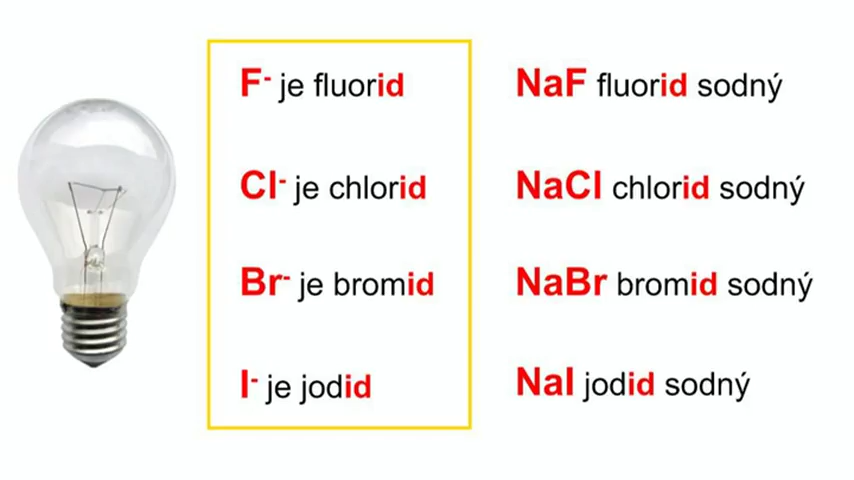 F⁻ je fluorid
Cl⁻ je chlorid
Br⁻ je bromid
I⁻ je jodid
NaF fluorid sodný
NaCl chlorid sodný
NaBr bromid sodný
NaI jodid sodný